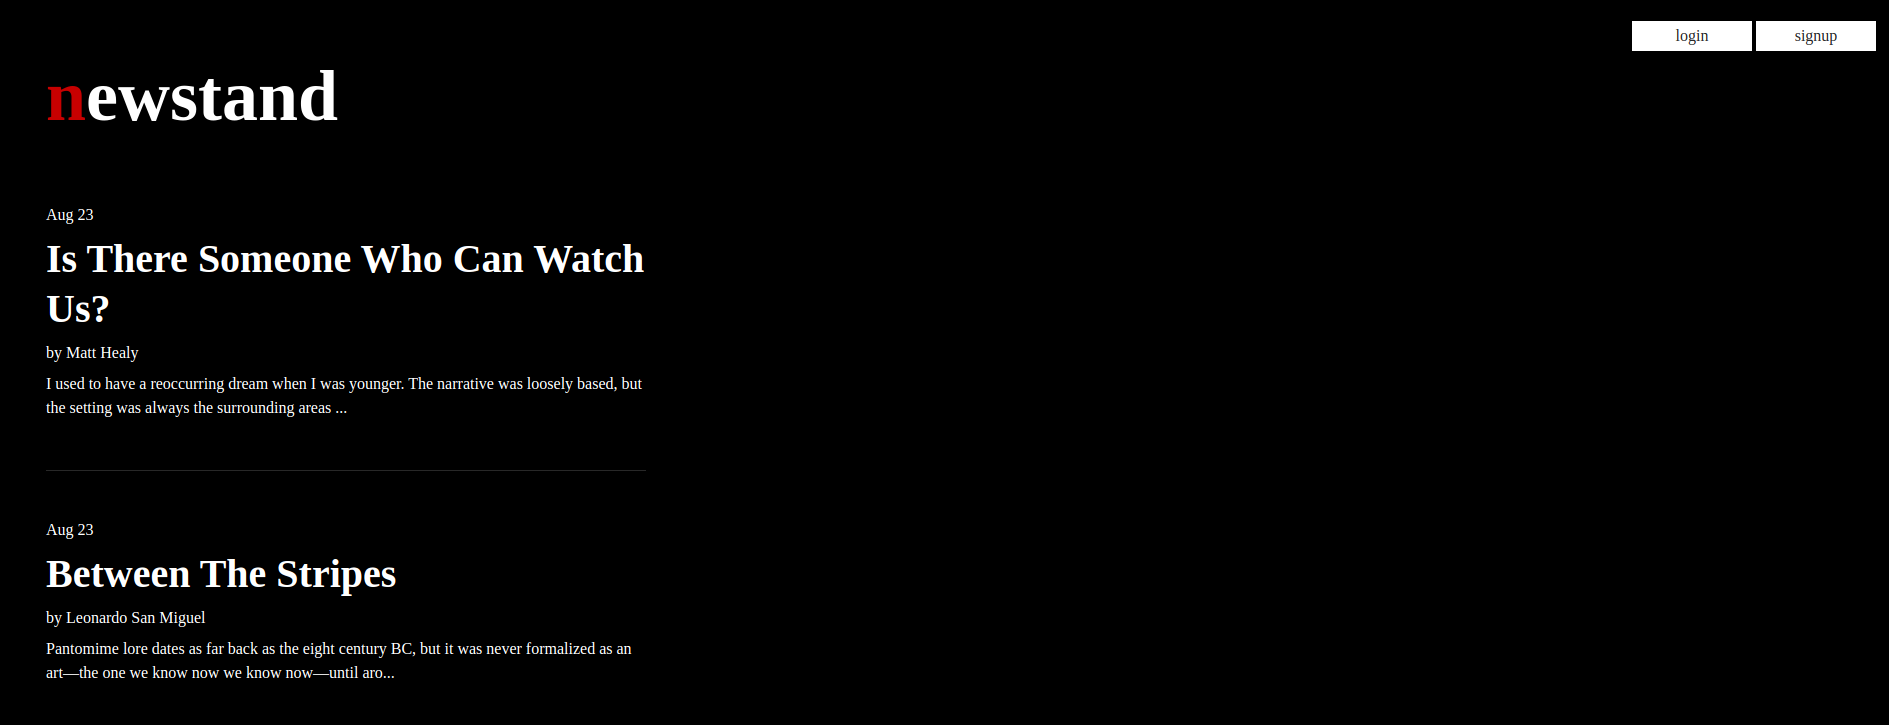 login
signup
newstand
Aug 23
Is There Someone Who Can Watch
Us?
by Matt Healy
I used to have a reoccurring dream when I was younger. The narrative was loosely based, but
the setting was always the surrounding areas ...
Aug 23
Between The Stripes
by Leonardo San Miguel
Pantomime lore dates as far back as the eight century BC, but it was never formalized as an
art—the one we know now we know now—until aro...